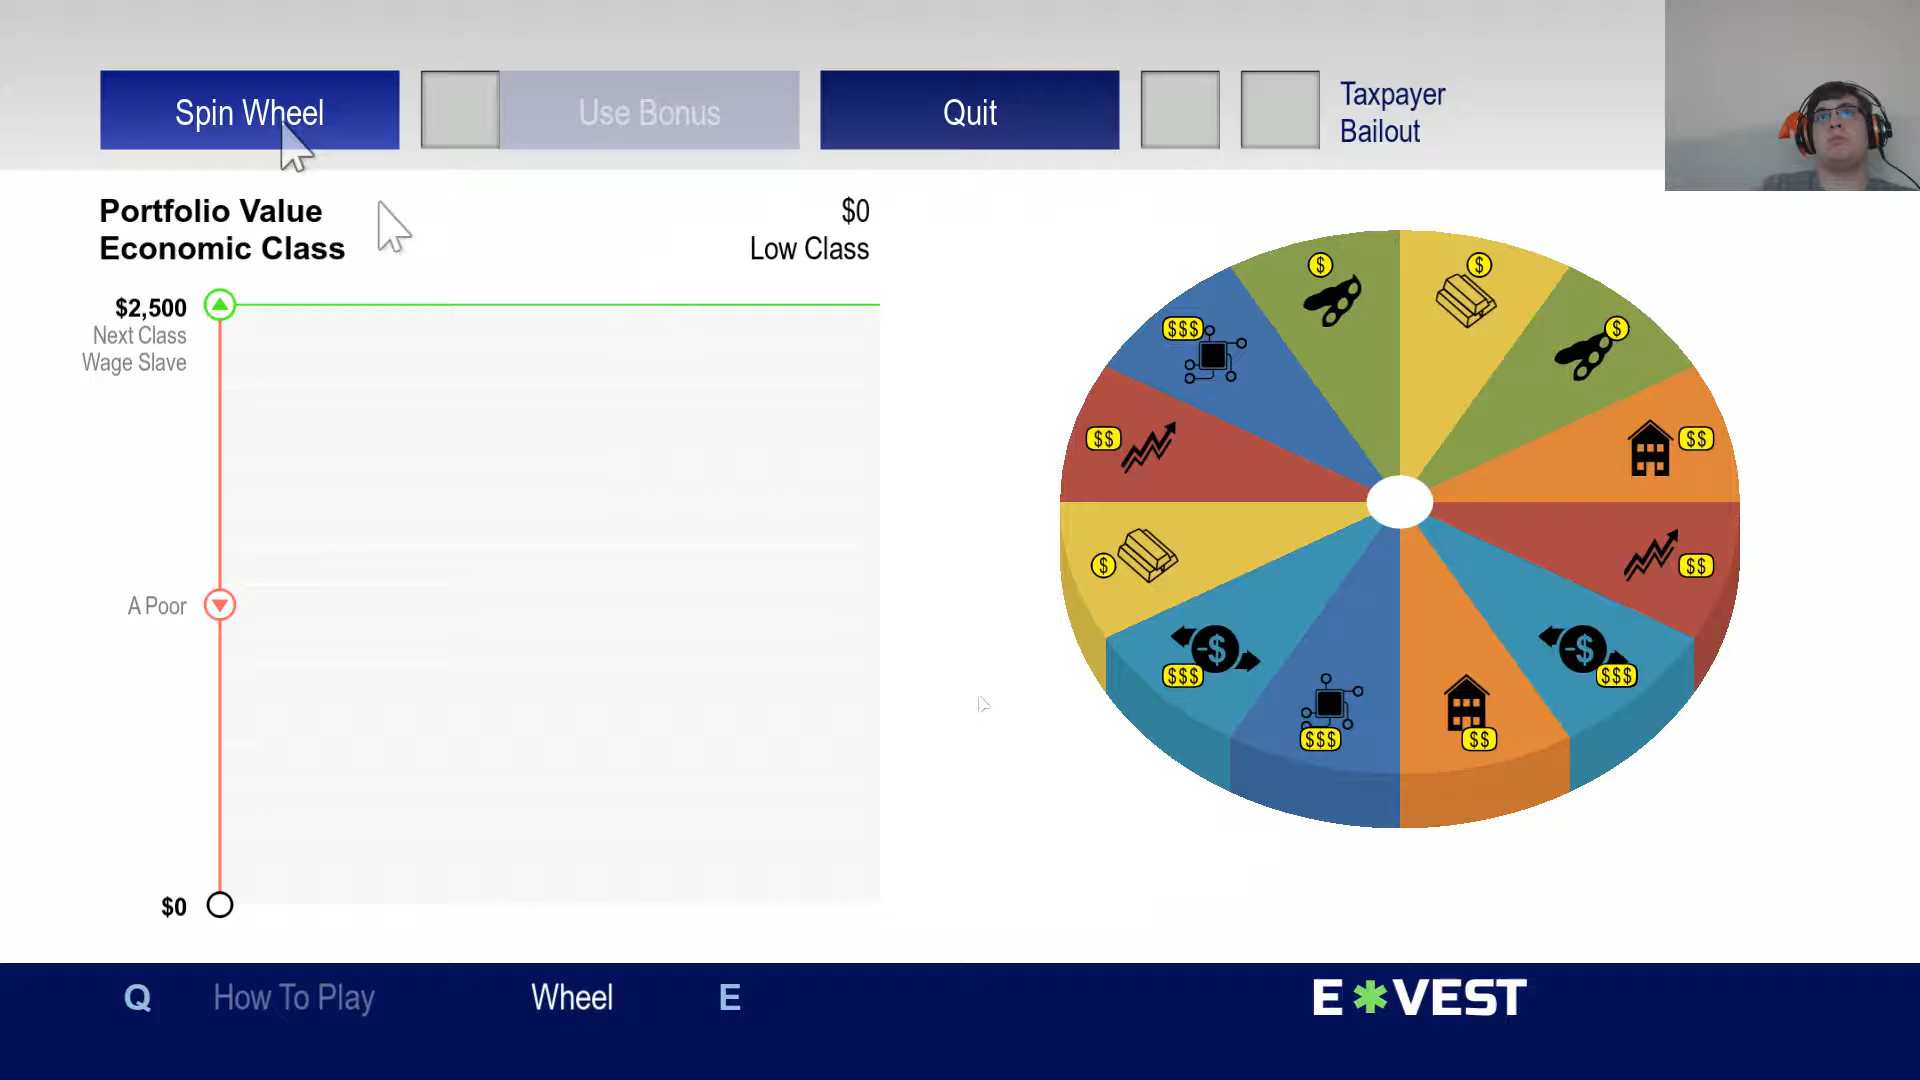 Spin Wheel
Use Bonus
Quit
Taxpayer
Bailout
Portfolio Value
$0
Economic Class
Low Class
$2,500
Next Class
Wage Slave
A Poor
$0
$
$
$$$
$
$$
$$
$
$$
$$$
$$$
-$
-$
$$$
$$
Q
How To Play
Wheel
E
E*VEST